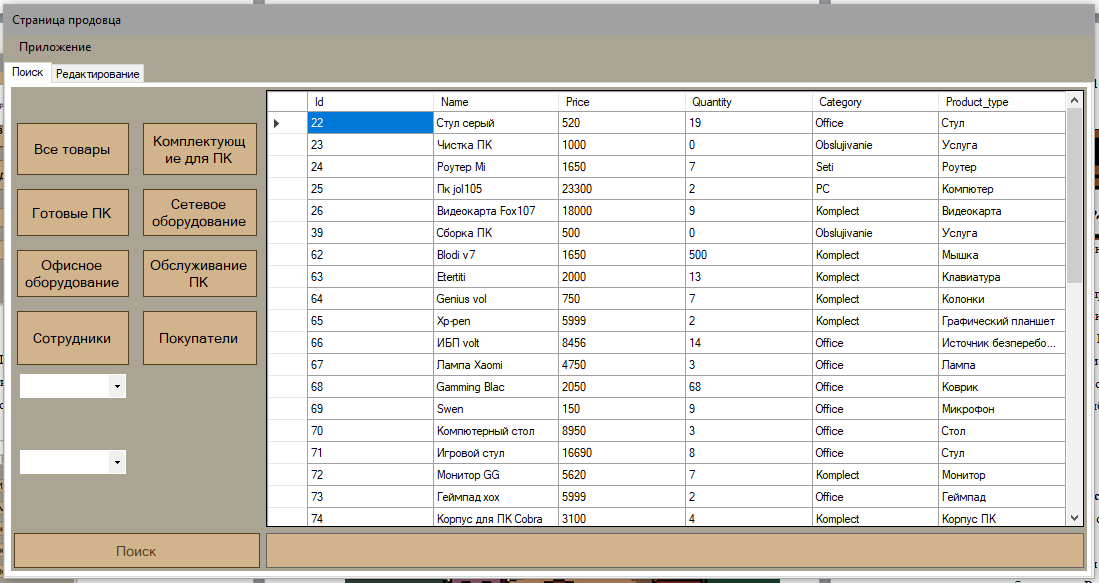 Страница продовца
Приложение
Поиск Редактирование
Все товары
Комплектующ
ие для ПК
Готовые ПК
Сетевое
оборудование
Офисное
оборудование
Обслуживание
ПК
Сотрудники
Покупатели
Поиск
Id Name Price Quantity Category Product_type
22 Стул серый 520 19 Office Стул
23 Чистка ПК 1000 0 Obslujivanie Услуга
24 Роутер Mi 1650 7 Seti Роутер
25 Пк jol105 23300 2 PC Компютер
26 Видеокарта Fox107 18000 9 Komplect Видеокарта
39 Сборка ПК 500 0 Obslujivanie Услуга
62 Blodi v7 1650 500 Komplect Мышка
63 Etertiti 2000 13 Komplect Клавиатура
64 Genius vol 750 7 Komplect Колонки
65 Xp-pen 5999 2 Komplect Графический планшет
66 ИБП volt 8456 14 Office Источник безперебо...
67 Лампа Xaomi 4750 3 Office Лампа
68 Gamming Blac 2050 68 Office Коврик
69 Swen 150 9 Office Микрофон
70 Компютерный стол 8950 3 Office Стол
71 Игровой стул 16690 8 Office Стул
72 Монитор GG 5620 7 Komplect Монитор
73 Геймпад хох 5999 2 Office Геймпад
74 Корпус для ПК Cobra 3100 4 Komplect Корпус ПК